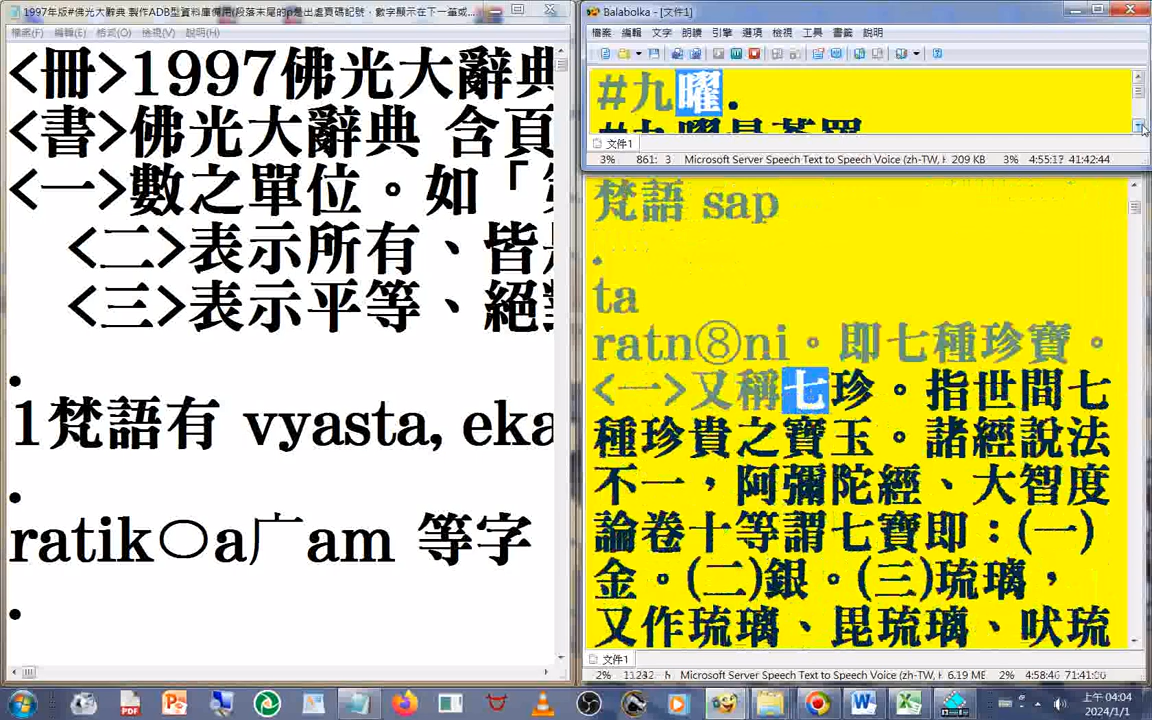 1997年版#佛光大辭典 製作ADB型資料庫備用(段落末尾的p是出處頁碼記號，數字顯示在下一筆或...
檔案(F) 編輯(E) 格式(O) 檢視(V) 說明(H)
<冊>1997佛光大辭典
<書>佛光大辭典 含頁
<一>數之單位。如「
<二>表示所有、皆
<三>表示平等、絕
.
1梵語有 vyasta, eka
.
ratik○a广am 等字
.
Balabolka - [文件1]
檔案 編輯 文字 朗讀 引擎 選項 檢視 工具 書籤 說明
#九曜.
#九曜曼荼羅
文件1
3% 861: 3 Microsoft Server Speech Text to Speech Voice (zh-TW, H 209 KB 3% 4:55:17 41:42:44
梵語 sap
.
ta
ratn⑧ni。即七種珍寶。
<一>又稱七珍。指世間七
種珍貴之寶玉。諸經說法
不一，阿彌陀經、大智度
論卷十等謂七寶即：(一)
金。(二)銀。(三)琉璃，
又作瑠璃、毘琉璃、吠琉
文件1
2% 11232: h Microsoft Server Speech Text to Speech Voice (zh-TW, H 6.19 MB 2% 4:58:46 71:41:00
上午 04:04
2024/1/1